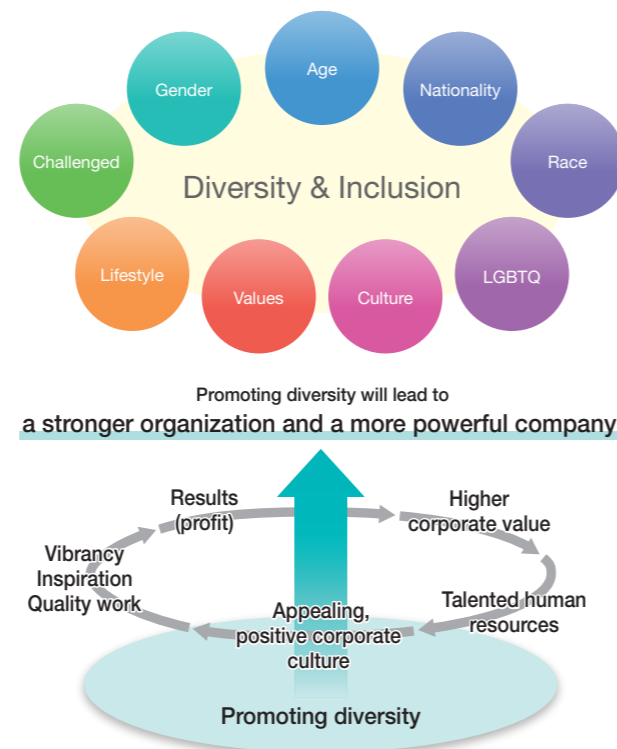 Age
Gender
Nationality
Challenged
Race
Diversity & Inclusion
Lifestyle
Values
Culture
LGBTQ
Promoting diversity will lead to
a stronger organization and a more powerful company
Results
(profit)
Higher
corporate value
Vibrancy
Inspiration
Quality work
Talented human
resources
Appealing,
positive corporate
culture
Promoting diversity